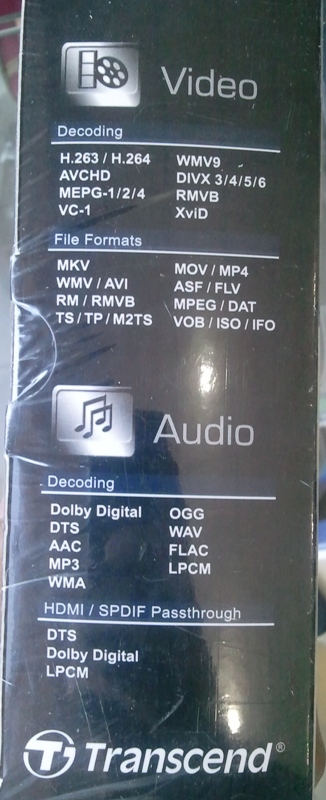 Video
Decoding
H.263 / H.264
AVCHD
MEPG-1/2/4
VC-1
WMV9
DIVX 3/4/5/6
RMVB
XviD
File Formats
MKV
WMV / AVI
RM / RMVB
TS / TP / M2TS
MOV / MP4
ASF / FLV
MPEG / DAT
VOB / ISO / IFO
Audio
Decoding
Dolby Digital
DTS
AAC
MP3
WMA
OGG
WAV
FLAC
LPCM
HDMI / SPDIF Passthrough
DTS
Dolby Digital
LPCM
Transcend®